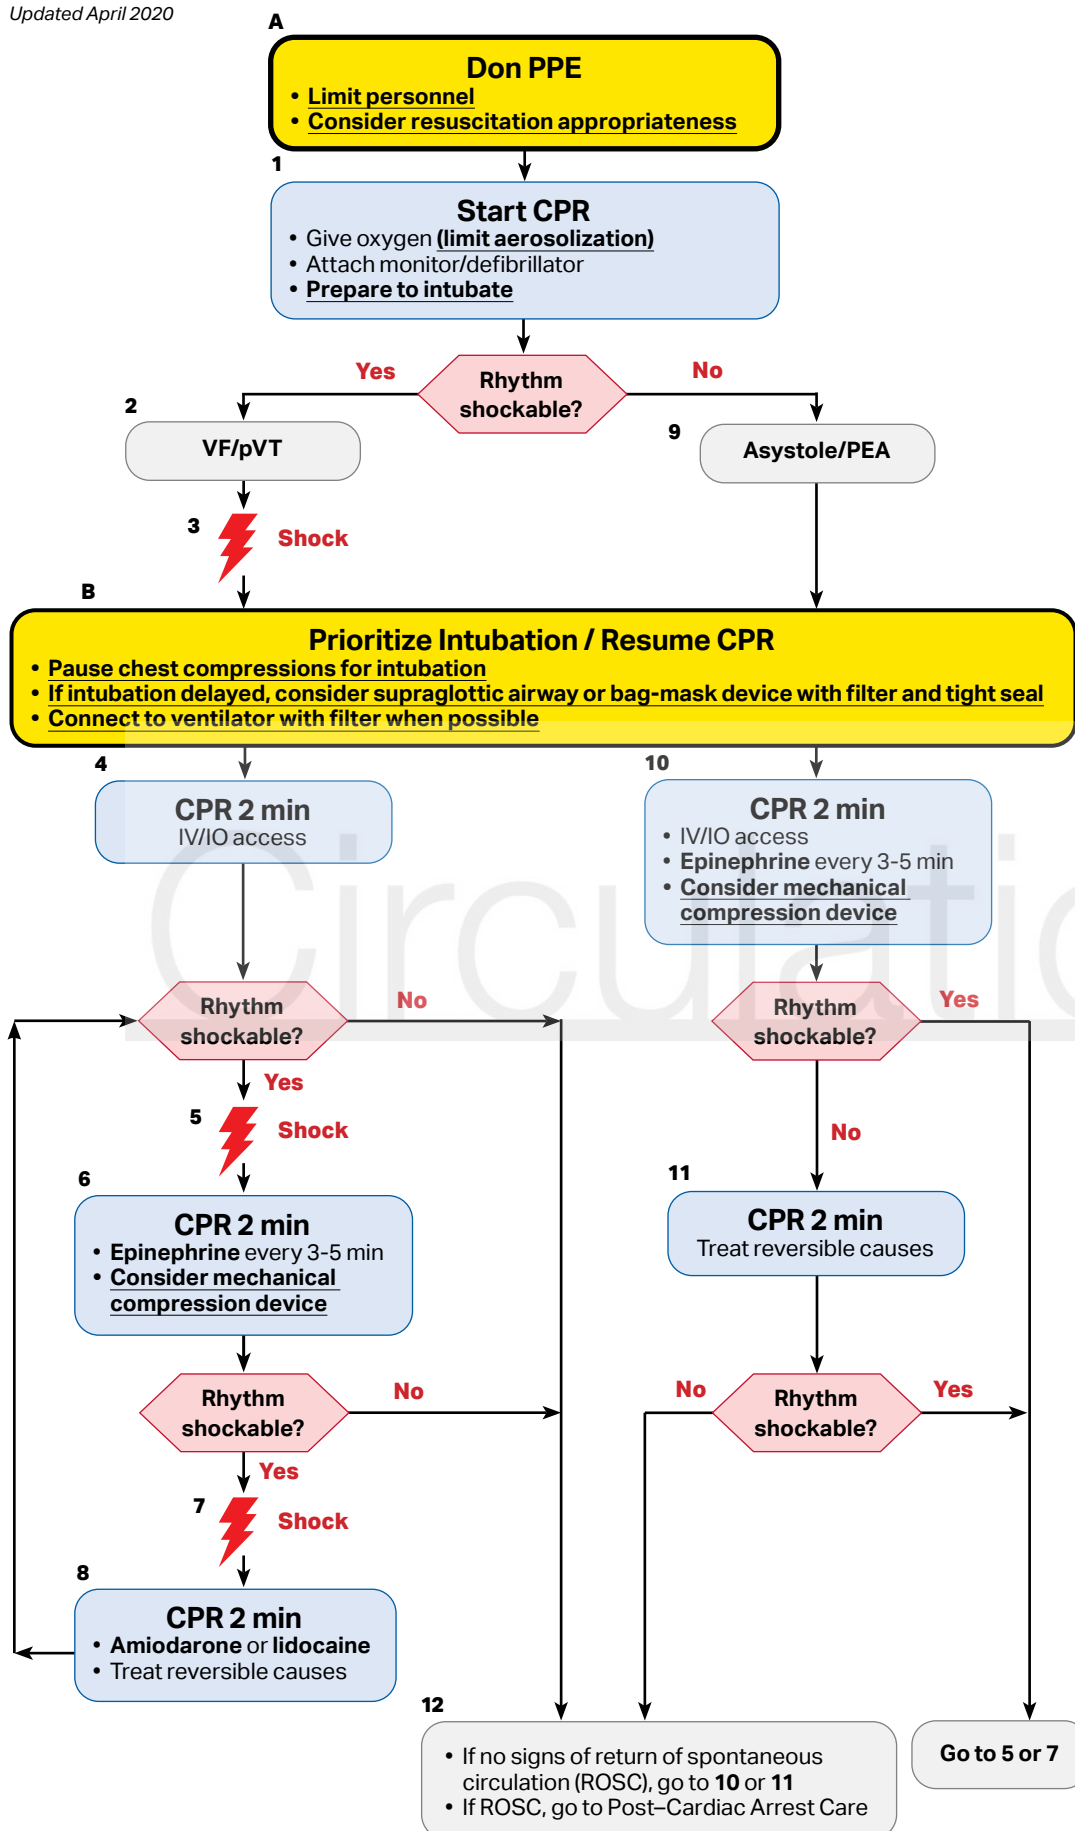 Updated April 2020
A
Don PPE
• Limit personnel
• Consider resuscitation appropriateness
1
Start CPR
• Give oxygen (limit aerosolization)
• Attach monitor/defibrillator
• Prepare to intubate
Rhythm
shockable?
Yes
No
2
VF/pVT
9
Asystole/PEA
3
Shock
B
Prioritize Intubation / Resume CPR
• Pause chest compressions for intubation
• If intubation delayed, consider supraglottic airway or bag-mask device with filter and tight seal
• Connect to ventilator with filter when possible
4
CPR 2 min
IV/IO access
10
CPR 2 min
• IV/IO access
• Epinephrine every 3-5 min
• Consider mechanical
compression device
Circulatio
Rhythm
shockable?
No
Yes
Rhythm
shockable?
Yes
No
5
Shock
6
CPR 2 min
• Epinephrine every 3-5 min
• Consider mechanical
compression device
11
CPR 2 min
Treat reversible causes
Rhythm
shockable?
No
Yes
No
Rhythm
shockable?
Yes
7
Shock
8
CPR 2 min
• Amiodarone or lidocaine
• Treat reversible causes
12
• If no signs of return of spontaneous
circulation (ROSC), go to 10 or 11
• If ROSC, go to Post–Cardiac Arrest Care
Go to 5 or 7